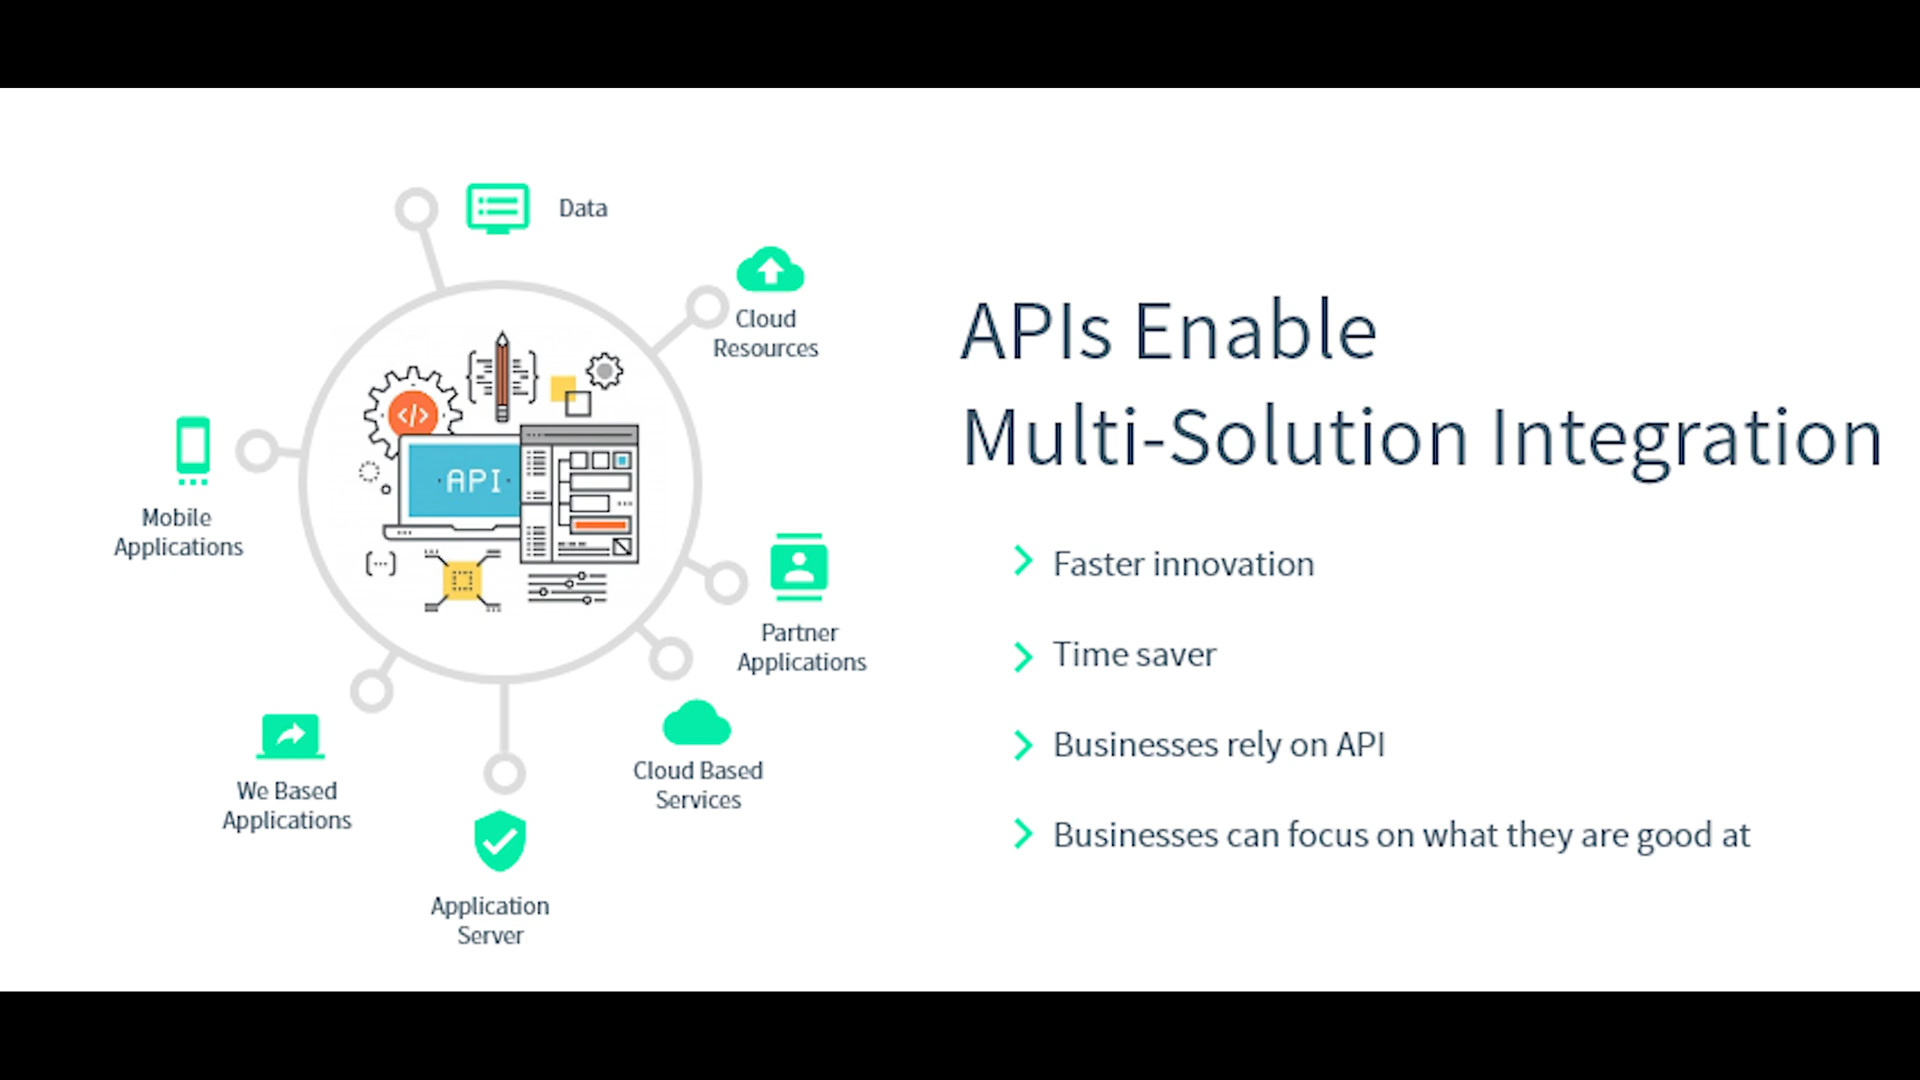 Data
Cloud
Resources
</>
API
Mobile
Applications
Partner
Applications
We Based
Applications
Cloud Based
Services
Application
Server
APIs Enable
Multi-Solution Integration
Faster innovation
Time saver
Businesses rely on API
Businesses can focus on what they are good at